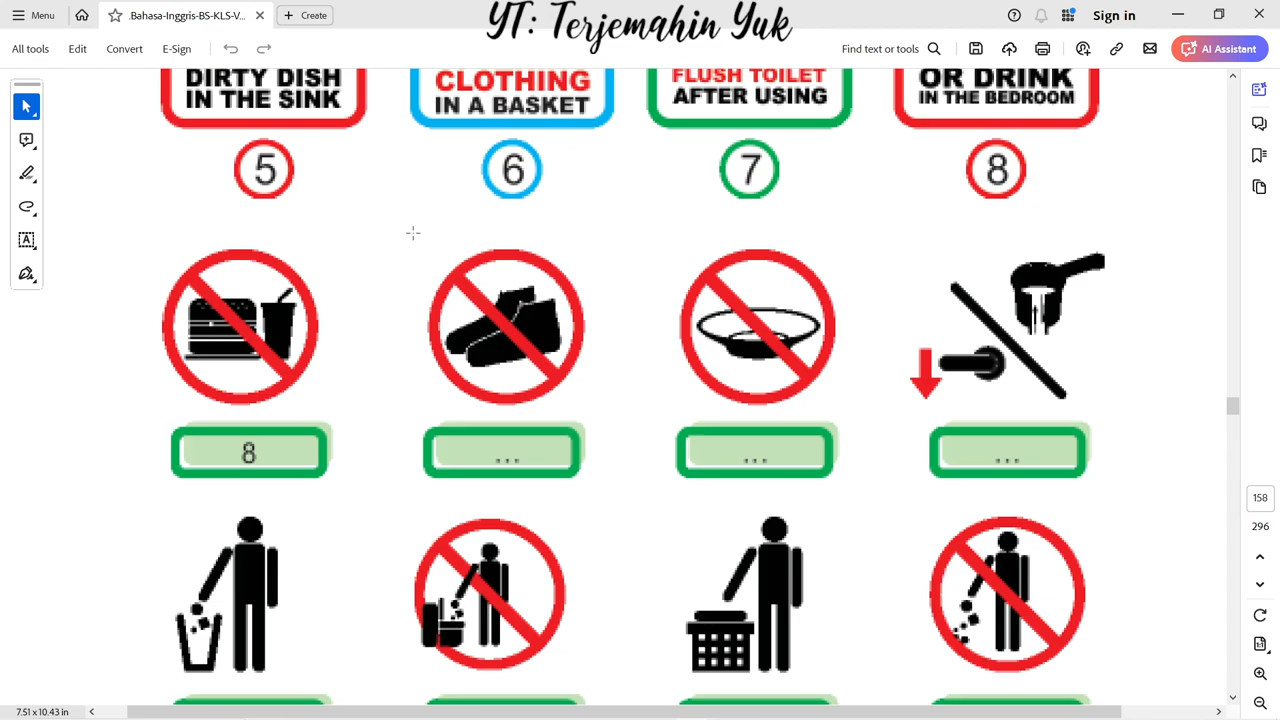 Menu
.Bahasa-Inggris-BS-KLS-V...
Create
YT: Terjemahin Yuk
Sign in
All tools
Edit
Convert
E-Sign
Find text or tools
AI Assistant
DIRTY DISH
IN THE SINK
CLOTHING
IN A BASKET
FLUSH TOILET
AFTER USING
OR DRINK
IN THE BEDROOM
5
6
7
8
8
...
...
...
158
296
7.51 x 10.43 in